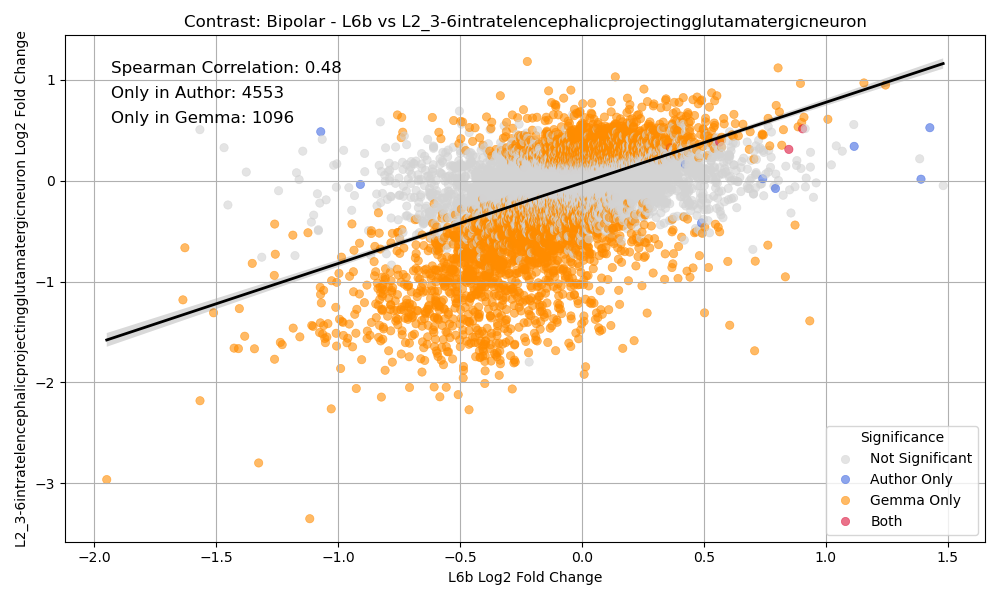 Contrast: Bipolar - L6b vs L2_3-6intratelencephalicprojectingglutamatergicneuron
Spearman Correlation: 0.48
Only in Author: 4553
Only in Gemma: 1096
L2_3-6intratelencephalicprojectingglutamatergicneuron Log2 Fold Change
1
0
−1
−2
−3
Significance
Not Significant
Author Only
Gemma Only
Both
−2.0 −1.5 −1.0 −0.5 0.0 0.5 1.0 1.5
L6b Log2 Fold Change